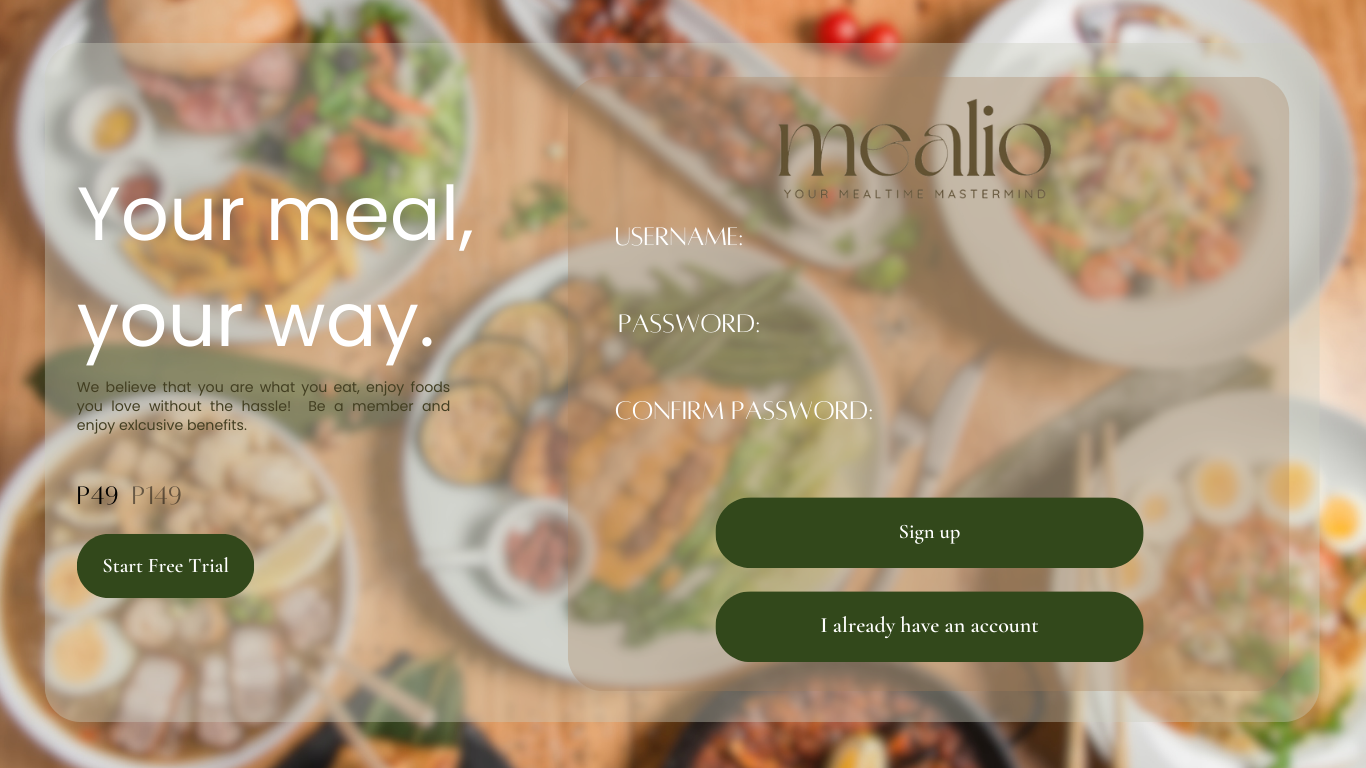 Your meal,
your way.
We believe that you are what you eat, enjoy foods
you love without the hassle! Be a member and
enjoy exlcusive benefits.
P49 P149
Start Free Trial
mealio
YOUR MEALTIME MASTERMIND
USERNAME:
PASSWORD:
CONFIRM PASSWORD:
Sign up
I already have an account